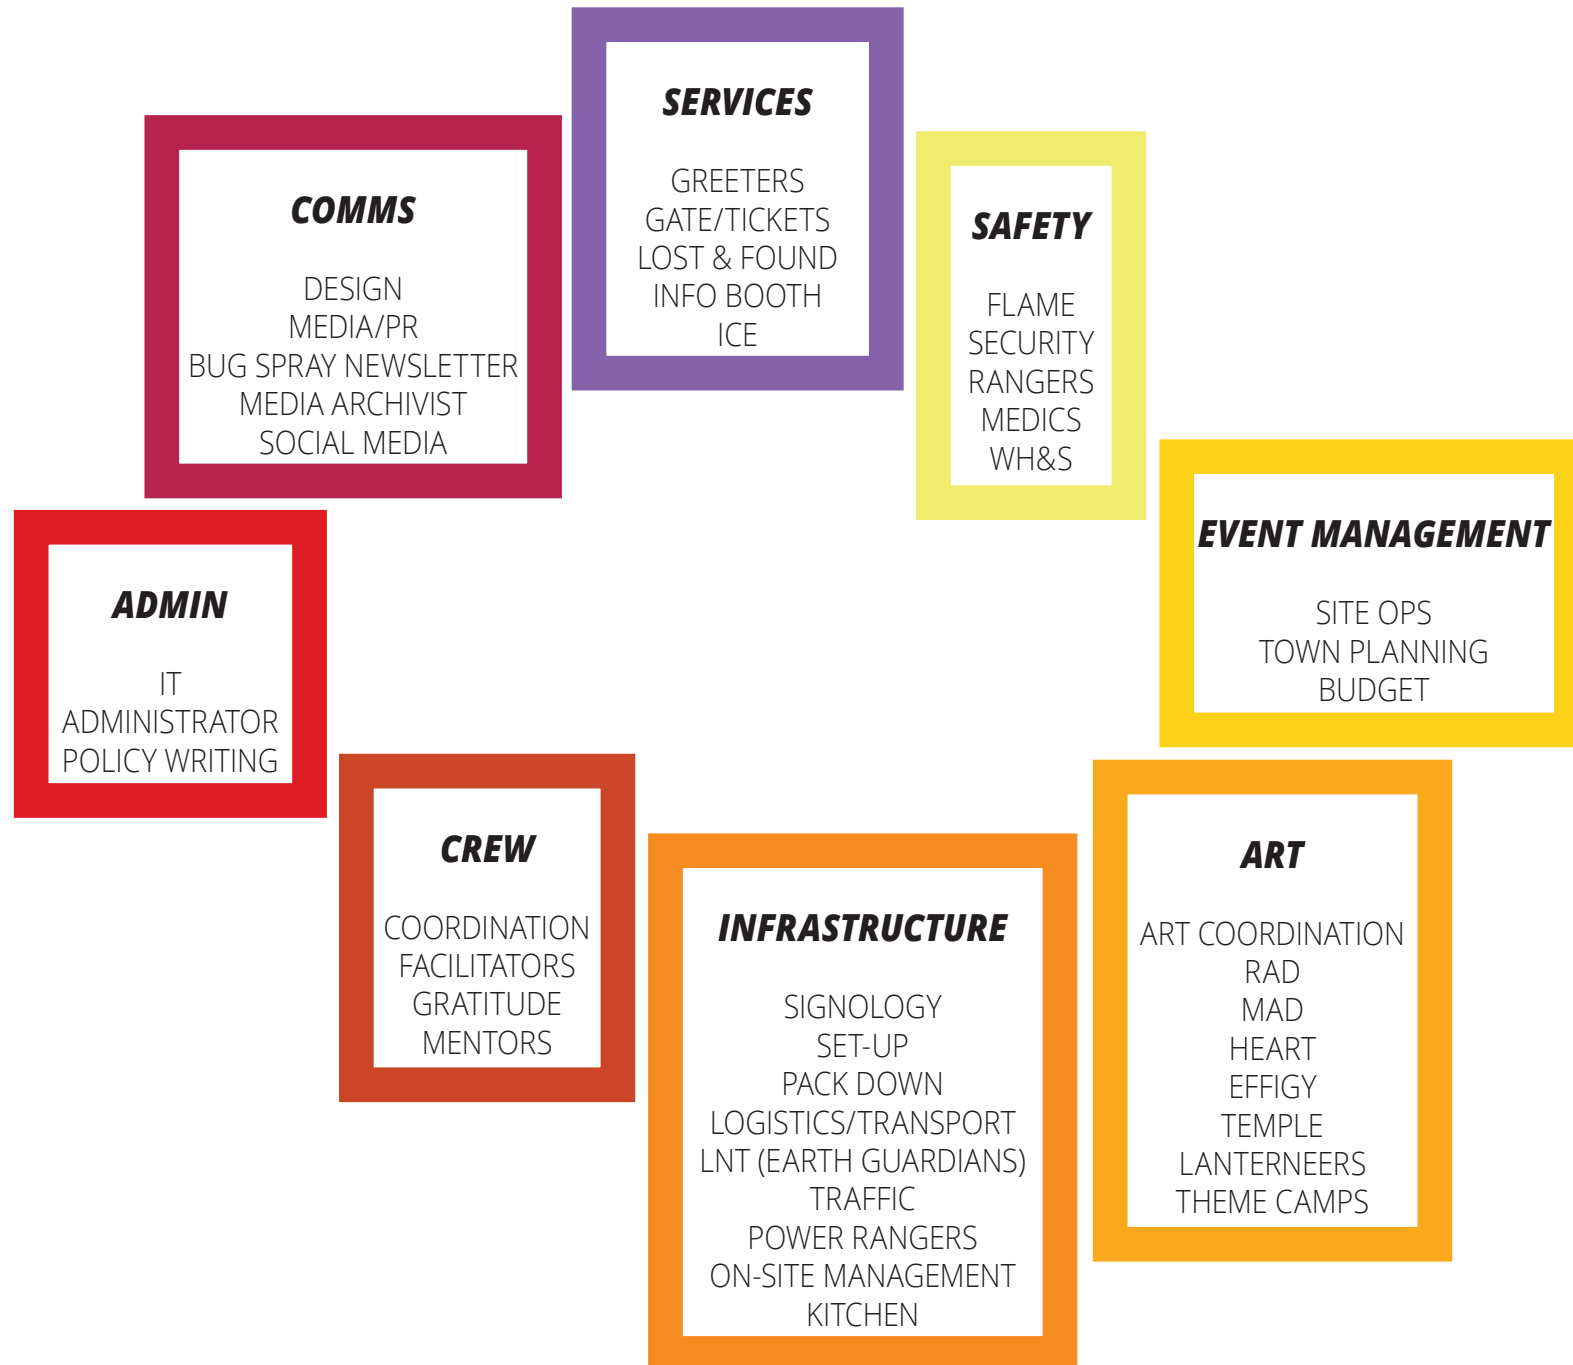 SERVICES
GREETERS
GATE/TICKETS
LOST & FOUND
INFO BOOTH
ICE
COMMS
DESIGN
MEDIA/PR
BUG SPRAY NEWSLETTER
MEDIA ARCHIVIST
SOCIAL MEDIA
SAFETY
FLAME
SECURITY
RANGERS
MEDICS
WH&S
EVENT MANAGEMENT
SITE OPS
TOWN PLANNING
BUDGET
ADMIN
IT
ADMINISTRATOR
POLICY WRITING
CREW
COORDINATION
FACILITATORS
GRATITUDE
MENTORS
INFRASTRUCTURE
SIGNOLOGY
SET-UP
PACK DOWN
LOGISTICS/TRANSPORT
LNT (EARTH GUARDIANS)
TRAFFIC
POWER RANGERS
ON-SITE MANAGEMENT
KITCHEN
ART
ART COORDINATION
RAD
MAD
HEART
EFFIGY
TEMPLE
LANTERNEERS
THEME CAMPS